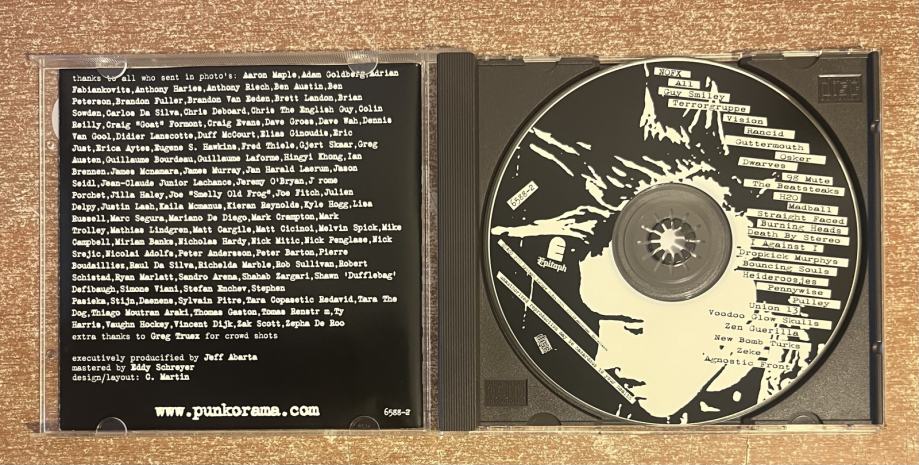 thanks to all who sent in photo's: Aaron Maple,Adam Goldberg,Adrian
Fabiankovits,Anthony Haries,Anthony Riech,Ben Austin,Ben
Peterson,Brandon Fuller,Brandon Van Eeden,Brett Landon,Brian
Sowden,Carlos Da Silva,Chris Deboard,Chris The English Guy,Colin
Reilly,Craig "Goat" Formont,Craig Evans,Dave Gross,Dave Wah,Dennis
Van Gool,Didier Lanscotte,Duff McCourt,Elias Ginoudis,Eric
Just,Erica Aytes,Eugene S. Hawkins,Fred Thiele,Gjert Skaar,Greg
Austen,Guillaume Bourdeau,Guillaume Laforme,Hingyi Khong,Ian
Brennen,James Mcnamara,James Murray,Jan Harald Laerum,Jason
Seidl,Jean-Claude Junior Lachance,Jeremy O'Bryan,J rome
Porchet,Jilla Haley,Joe "Smelly Old Frog",Joe Fitch,Julien
Delpy,Justin Lash,Kaila Mcmanus,Kieran Reynolds,Kyle Hogg,Lisa
Russell,Marc Segura,Mariano De Diego,Mark Crampton,Mark
Trolley,Mathias Lindgren,Matt Cargile,Matt Cicinol,Melvin Spick,Mike
Campbell,Miriam Banks,Nicholas Hardy,Nick Mitic,Nick Penglase,Nick
Srejic,Nicolai Adolfs,Peter Andersson,Peter Barton,Pierre
Boudaillies,Raul Da Silva,Richelda Marble,Rob Sullivan,Robert
Schistad,Ryan Marlatt,Sandro Arena,Shahab Zargari,Shawn 'Dufflebag'
Defibaugh,Simone Viani,Stefan Enchev,Stephen
Pasieka,Stijn,Daenens,Sylvain Pitre,Tara Copasetic Redavid,Tara The
Dog,Thiago Moutran Araki,Thomas Gaston,Tomas Renstr m,Ty
Harris,Vaughn Hockey,Vincent Dijk,Zak Scott,Zepha De Roo
extra thanks to Greg Truex for crowd shots
executively producified by Jeff Abarta
mastered by Eddy Schreyer
design/layout: C. Martin
www.punkorama.com
6588-2
NOFX
All
Guy Smiley
Terrorgruppe
Vision
Rancid
Guttermouth
Osker
Dwarves
98 Mute
The Beatsteaks
H2O
Madball
Straight Faced
Burning Heads
Death By Stereo
I Against I
Dropkick Murphys
Bouncing Souls
Heideroosjes
Pennywise
Pulley
Union 13
Voodoo Glow Skulls
Zen Guerilla
New Bomb Turks
Zeke
Agnostic Front
6588-2
Epitaph